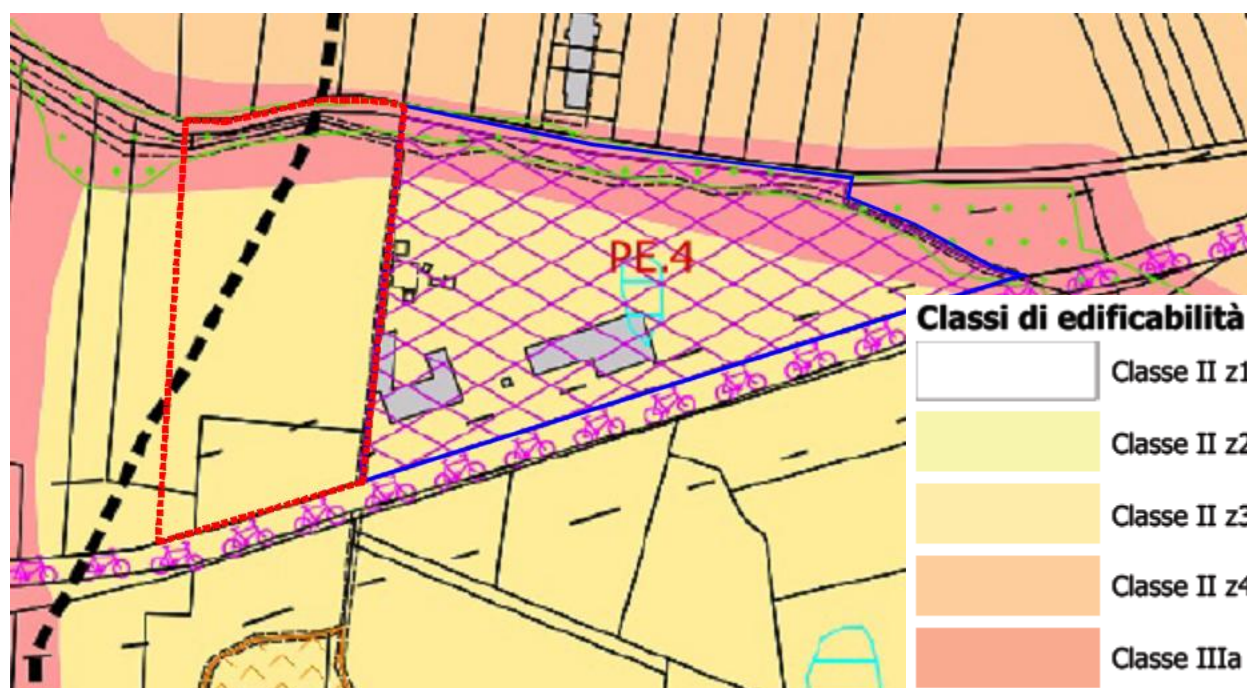 PE.4
Classi di edificabilità
Classe II z1
Classe II z2
Classe II z3
Classe II z4
Classe IIIa